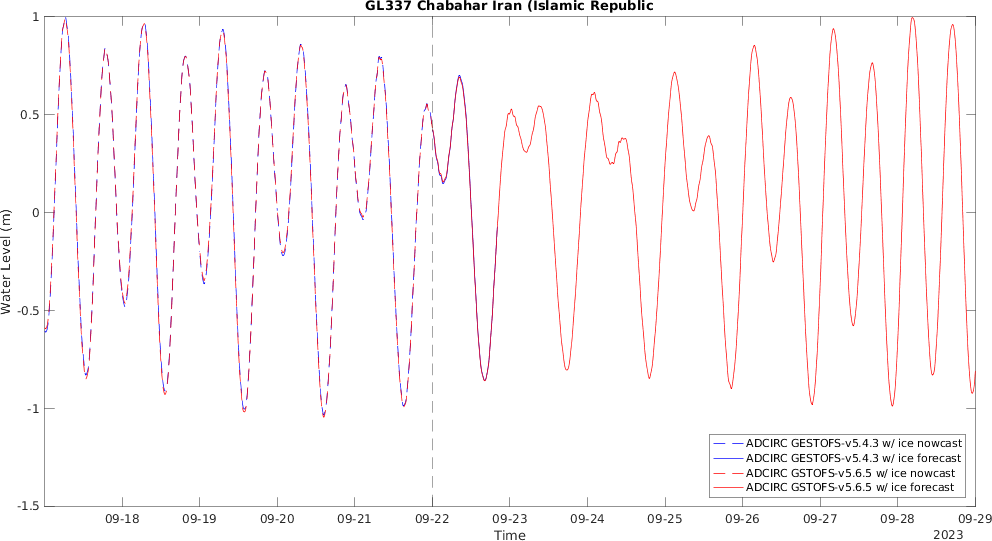 GL337 Chabahar Iran (Islamic Republic
1
0.5
0
-0.5
-1
-1.5
Water Level (m)
ADCIRC GESTOFS-v5.4.3 w/ ice nowcast
ADCIRC GESTOFS-v5.4.3 w/ ice forecast
ADCIRC GSTOFS-v5.6.5 w/ ice nowcast
ADCIRC GSTOFS-v5.6.5 w/ ice forecast
09-18 09-19 09-20 09-21 09-22 09-23 09-24 09-25 09-26 09-27 09-28 09-29
Time
2023